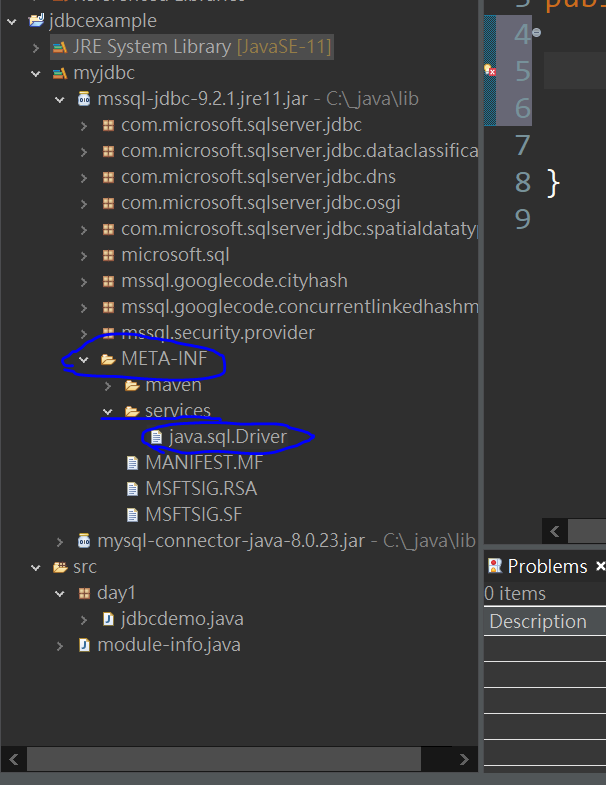 jdbcexample
JRE System Library [JavaSE-11]
myjdbc
mssql-jdbc-9.2.1.jre11.jar - C:\_java\lib
com.microsoft.sqlserver.jdbc
com.microsoft.sqlserver.jdbc.dataclassifica
com.microsoft.sqlserver.jdbc.dns
com.microsoft.sqlserver.jdbc.osgi
com.microsoft.sqlserver.jdbc.spatialdataty
microsoft.sql
mssql.googlecode.cityhash
mssql.googlecode.concurrentlinkedhashm
mssql.security.provider
META-INF
maven
services
java.sql.Driver
MANIFEST.MF
MSFTSIG.RSA
MSFTSIG.SF
mysql-connector-java-8.0.23.jar - C:\_java\lib
src
day1
jdbcdemo.java
module-info.java
4
5
6
7
8 }
9
Problems
0 items
Description